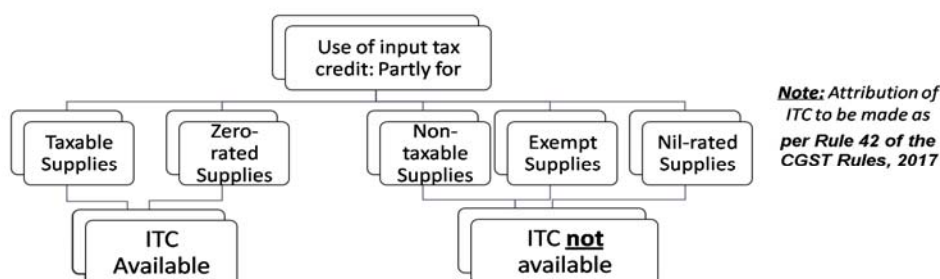 Use of input tax
credit: Partly for
Note: Attribution of
ITC to be made as
per Rule 42 of the
CGST Rules, 2017
Taxable
Supplies
Zero-
rated
Supplies
Non-
taxable
Supplies
Exempt
Supplies
Nil-rated
Supplies
ITC
Available
ITC not
available